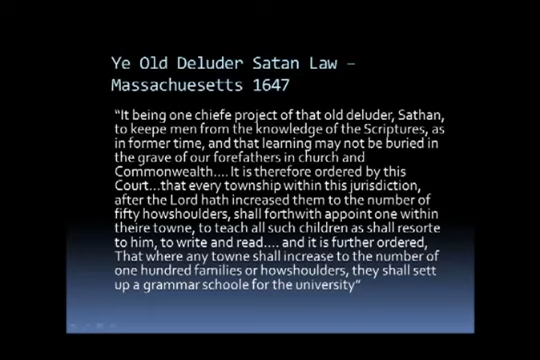 Ye Old Deluder Satan Law –
Massachuesetts 1647
“It being one chiefe project of that old deluder, Sathan,
to keepe men from the knowledge of the Scriptures, as
in former time, and that learning may not be buried in
the grave of our forefathers in church and
Commonwealth.... It is therefore ordered by this
Court...that every township within this jurisdiction,
after the Lord hath increased them to the number of
fifty howshoulders, shall forthwith appoint one within
theire towne, to teach all such children as shall resorte
to him, to write and read.... and it is further ordered,
That where any towne shall increase to the number of
one hundred families or howshoulders, they shall sett
up a grammar schoole for the university”